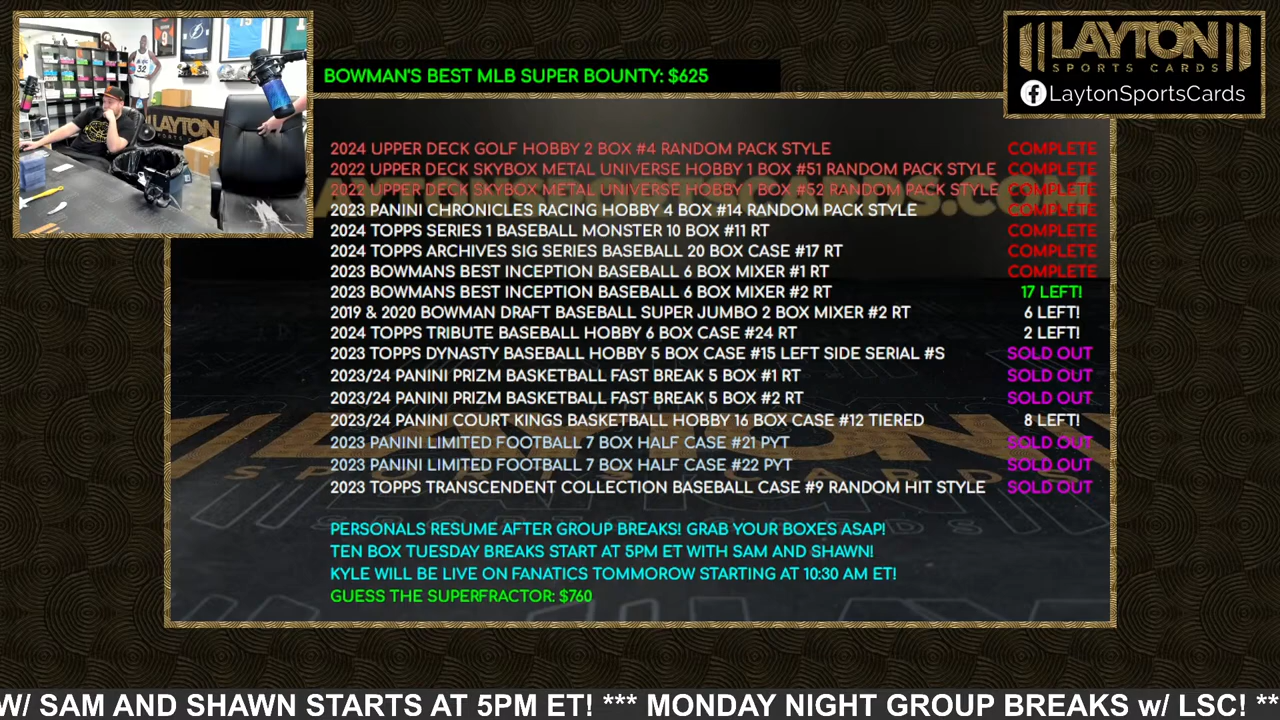 BOWMAN'S BEST MLB SUPER BOUNTY: $625
LAYTON
SPORTS CARDS
LaytonSportsCards
2024 UPPER DECK GOLF HOBBY 2 BOX #4 RANDOM PACK STYLE COMPLETE
2022 UPPER DECK SKYBOX METAL UNIVERSE HOBBY 1 BOX #51 RANDOM PACK STYLE COMPLETE
2022 UPPER DECK SKYBOX METAL UNIVERSE HOBBY 1 BOX #52 RANDOM PACK STYLE COMPLETE
2023 PANINI CHRONICLES RACING HOBBY 4 BOX #14 RANDOM PACK STYLE COMPLETE
2024 TOPPS SERIES 1 BASEBALL MONSTER 10 BOX #11 RT COMPLETE
2024 TOPPS ARCHIVES SIG SERIES BASEBALL 20 BOX CASE #17 RT COMPLETE
2023 BOWMANS BEST INCEPTION BASEBALL 6 BOX MIXER #1 RT COMPLETE
2023 BOWMANS BEST INCEPTION BASEBALL 6 BOX MIXER #2 RT 17 LEFT!
2019 & 2020 BOWMAN DRAFT BASEBALL SUPER JUMBO 2 BOX MIXER #2 RT 6 LEFT!
2024 TOPPS TRIBUTE BASEBALL HOBBY 6 BOX CASE #24 RT 2 LEFT!
2023 TOPPS DYNASTY BASEBALL HOBBY 5 BOX CASE #15 LEFT SIDE SERIAL #S SOLD OUT
2023/24 PANINI PRIZM BASKETBALL FAST BREAK 5 BOX #1 RT SOLD OUT
2023/24 PANINI PRIZM BASKETBALL FAST BREAK 5 BOX #2 RT SOLD OUT
2023/24 PANINI COURT KINGS BASKETBALL HOBBY 16 BOX CASE #12 TIERED 8 LEFT!
2023 PANINI LIMITED FOOTBALL 7 BOX HALF CASE #21 PYT SOLD OUT
2023 PANINI LIMITED FOOTBALL 7 BOX HALF CASE #22 PYT SOLD OUT
2023 TOPPS TRANSCENDENT COLLECTION BASEBALL CASE #9 RANDOM HIT STYLE SOLD OUT
PERSONALS RESUME AFTER GROUP BREAKS! GRAB YOUR BOXES ASAP!
TEN BOX TUESDAY BREAKS START AT 5PM ET WITH SAM AND SHAWN!
KYLE WILL BE LIVE ON FANATICS TOMMOROW STARTING AT 10:30 AM ET!
GUESS THE SUPERFRACTOR: $760
W/ SAM AND SHAWN STARTS AT 5PM ET! *** MONDAY NIGHT GROUP BREAKS w/ LSC! **